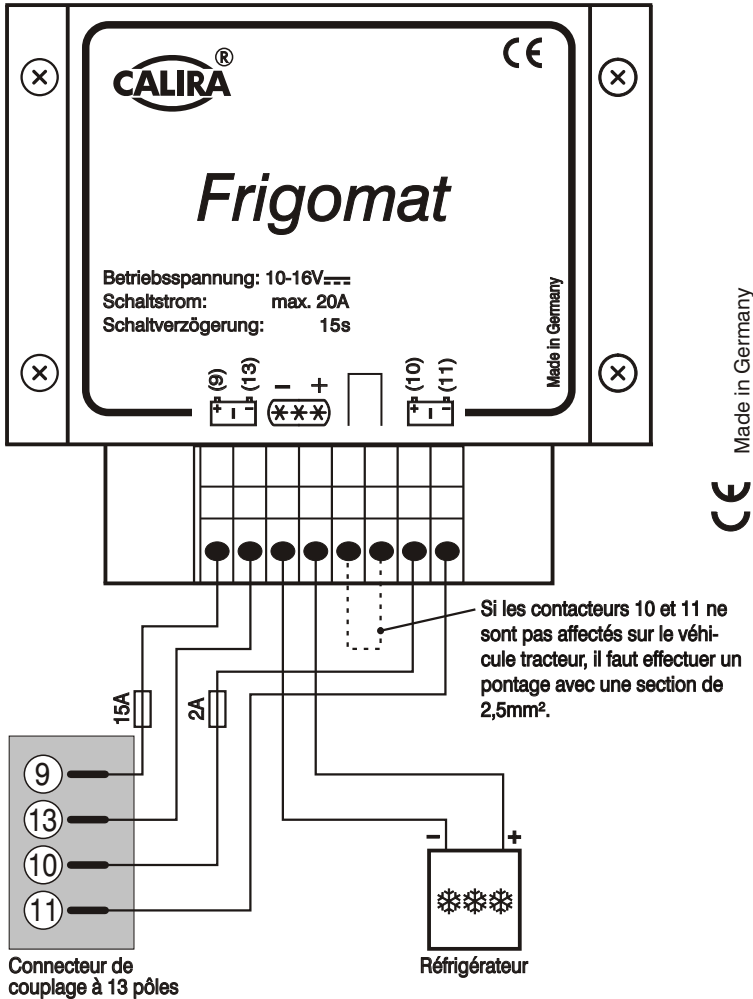 CALIRA®
CE
Frigomat
Betriebsspannung: 10-16V
Schaltstrom: max. 20A
Schaltverzögerung: 15s
Made in Germany
(9) (13) − + (10) (11)
+ − *** + −
Made in Germany
CE
Si les contacteurs 10 et 11 ne
sont pas affectés sur le véhi-
cule tracteur, il faut effectuer un
pontage avec une section de
2,5mm².
15A
2A
9
13
10
11
− +
Connecteur de
couplage à 13 pôles
Réfrigérateur